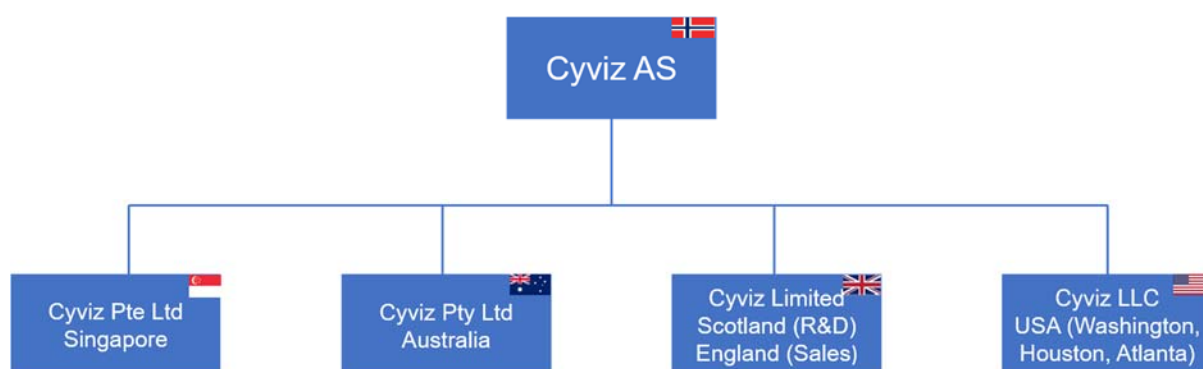 Cyviz AS
Cyviz Pte Ltd
Singapore
Cyviz Pty Ltd
Australia
Cyviz Limited
Scotland (R&D)
England (Sales)
Cyviz LLC
USA (Washington,
Houston, Atlanta)